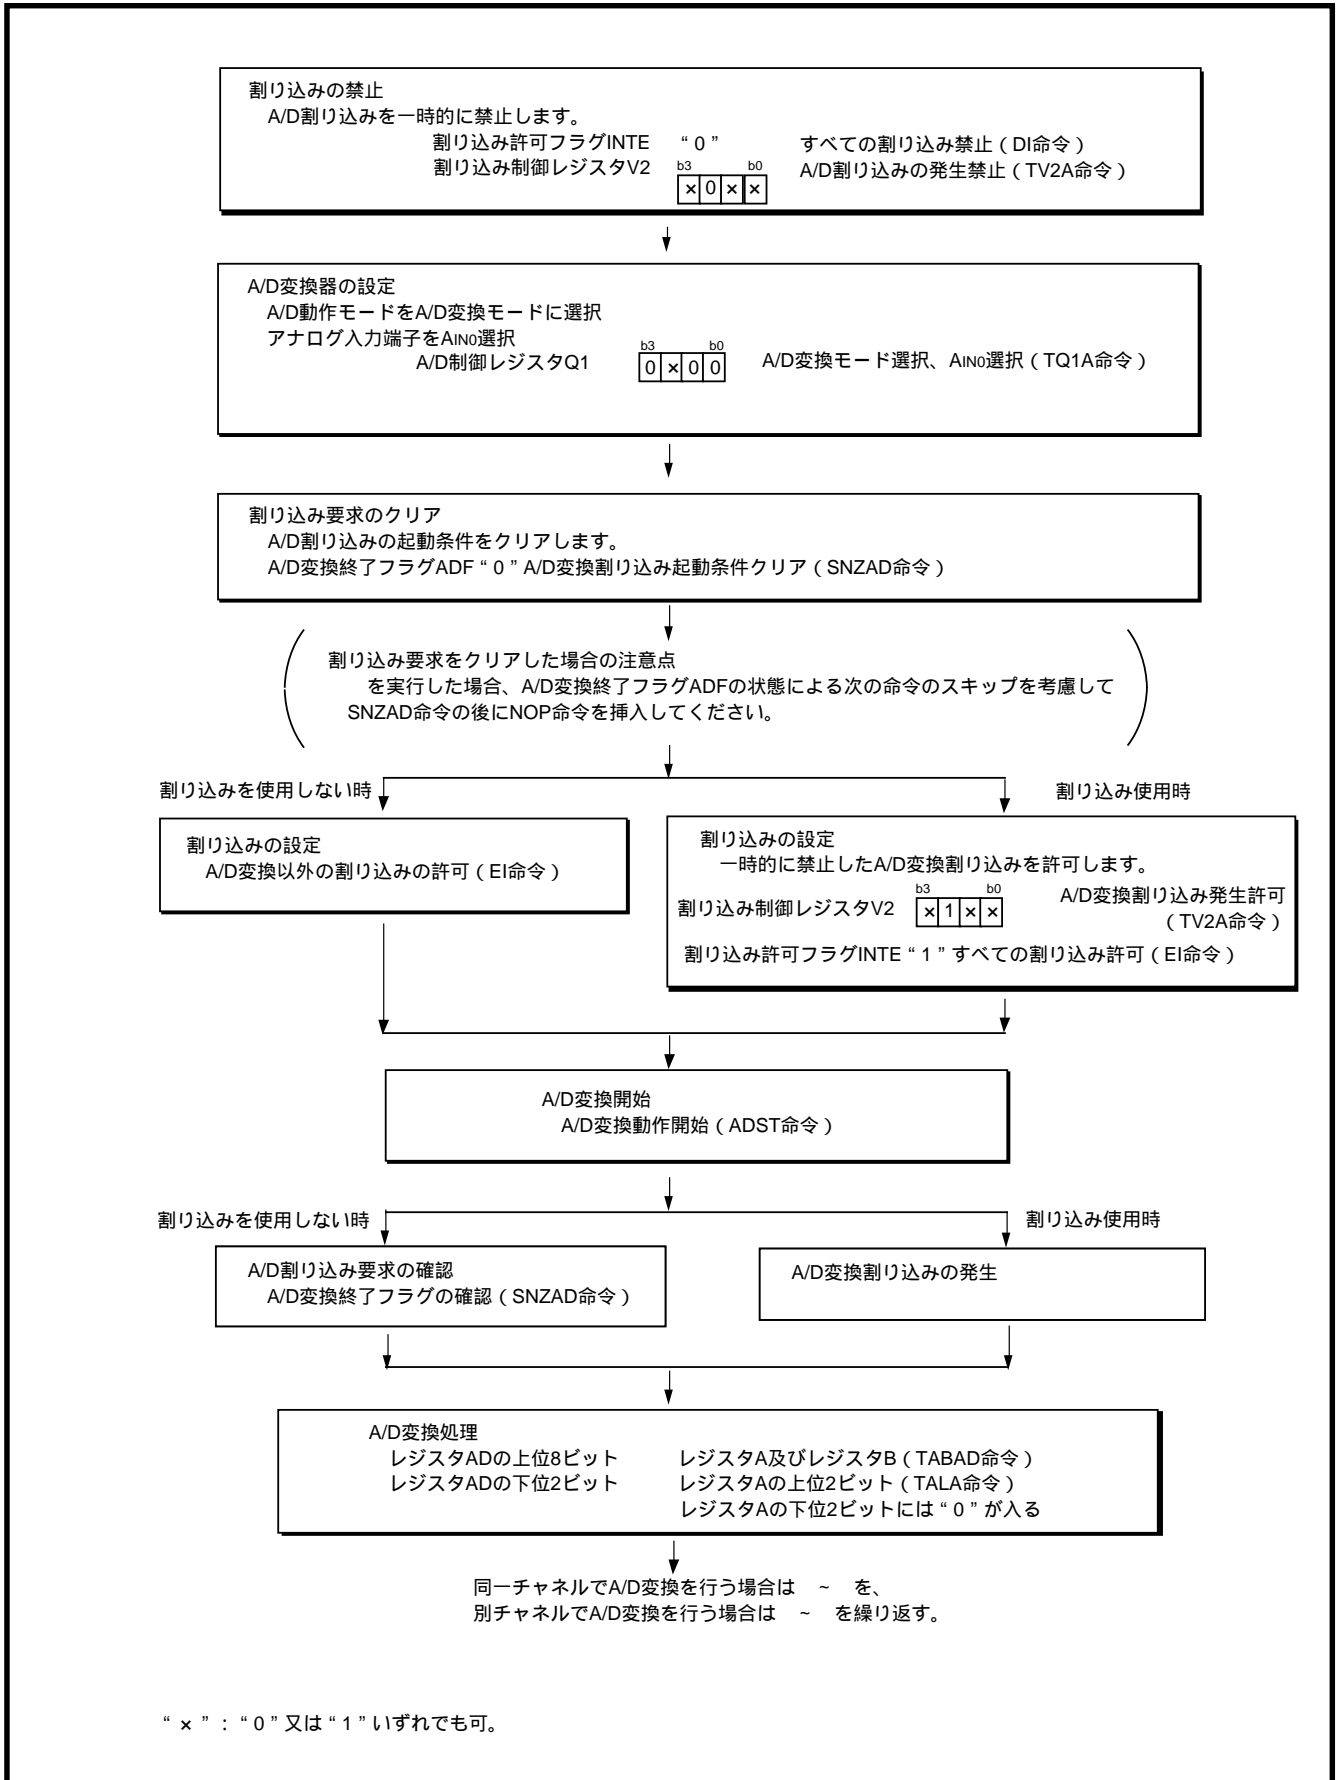 割り込みの禁止
A/D割り込みを一時的に禁止します。
割り込み許可フラグINTE “ 0 ” すべての割り込み禁止 ( DI命令 )
割り込み制御レジスタV2 b3 b0 A/D割り込みの発生禁止 ( TV2A命令 )
× 0 × ×
A/D変換器の設定
A/D動作モードをA/D変換モードに選択
アナログ入力端子をAIN0選択
A/D制御レジスタQ1 b3 b0 A/D変換モード選択、AIN0選択 ( TQ1A命令 )
0 × 0 0
割り込み要求のクリア
A/D割り込みの起動条件をクリアします。
A/D変換終了フラグADF “ 0 ” A/D変換割り込み起動条件クリア ( SNZAD命令 )
割り込み要求をクリアした場合の注意点
を実行した場合、A/D変換終了フラグADFの状態による次の命令のスキップを考慮して
SNZAD命令の後にNOP命令を挿入してください。
割り込みを使用しない時
割り込み使用時
割り込みの設定
A/D変換以外の割り込みの許可 ( EI命令 )
割り込みの設定
一時的に禁止したA/D変換割り込みを許可します。
b3 b0
割り込み制御レジスタV2 × 1 × × A/D変換割り込み発生許可
( TV2A命令 )
割り込み許可フラグINTE “ 1 ” すべての割り込み許可 ( EI命令 )
A/D変換開始
A/D変換動作開始 ( ADST命令 )
割り込みを使用しない時
割り込み使用時
A/D割り込み要求の確認
A/D変換終了フラグの確認 ( SNZAD命令 )
A/D変換割り込みの発生
A/D変換処理
レジスタADの上位8ビット レジスタA及びレジスタB ( TABAD命令 )
レジスタADの下位2ビット レジスタAの上位2ビット ( TALA命令 )
レジスタAの下位2ビットには “ 0 ” が入る
同一チャネルでA/D変換を行う場合は ~ を、
別チャネルでA/D変換を行う場合は ~ を繰り返す。
“ × ” : “ 0 ” 又は “ 1 ” いずれでも可。